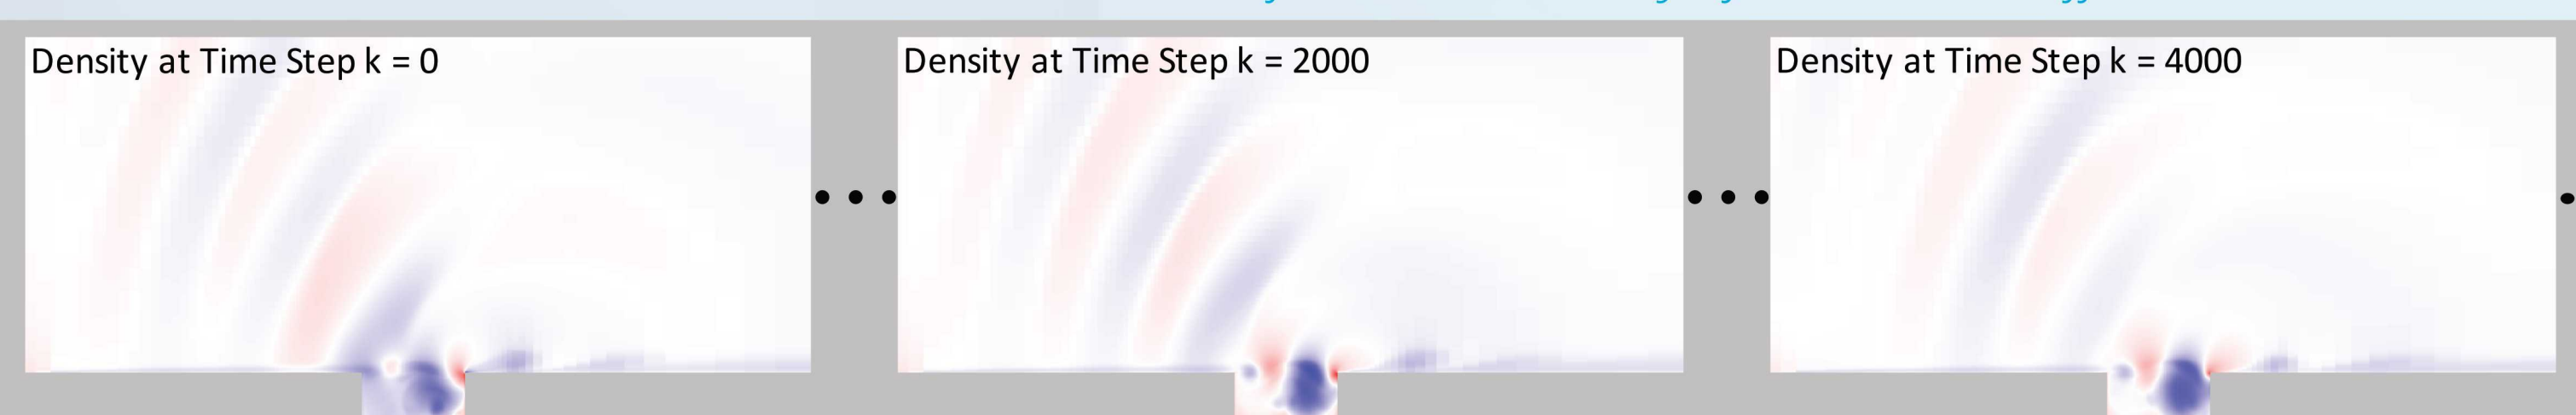 Density at Time Step k = 0
Density at Time Step k = 2000
Density at Time Step k = 4000